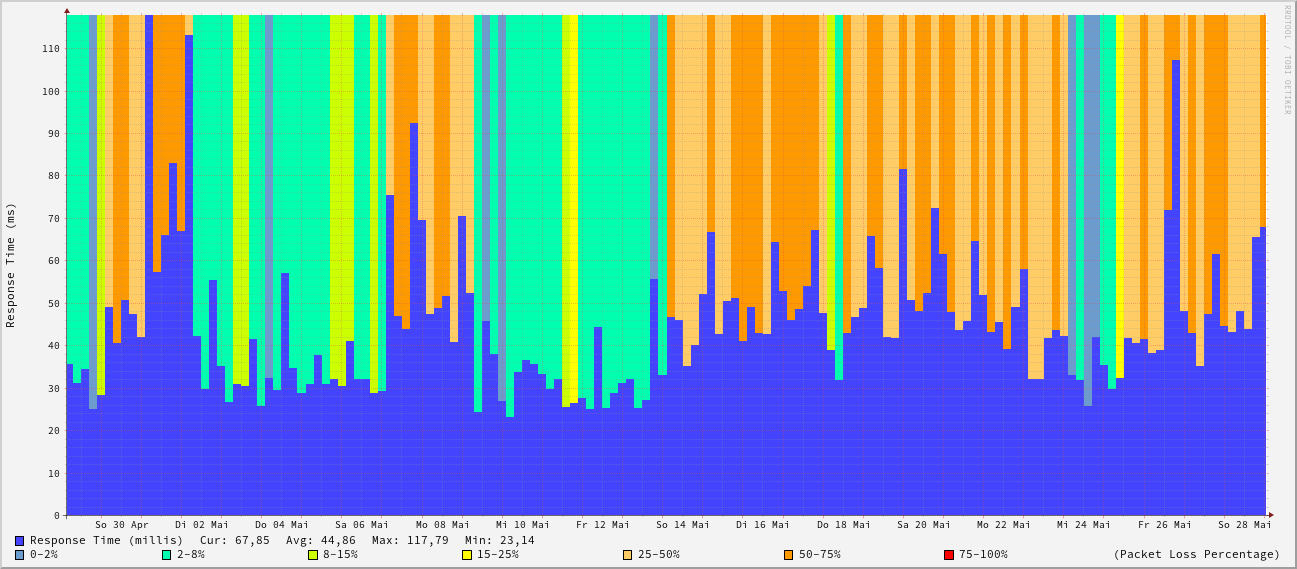 RRDTOOL / TOBI OETIKER
Response Time (ms)
110
100
90
80
70
60
50
40
30
20
10
0
So 30 Apr Di 02 Mai Do 04 Mai Sa 06 Mai Mo 08 Mai Mi 10 Mai Fr 12 Mai So 14 Mai Di 16 Mai Do 18 Mai Sa 20 Mai Mo 22 Mai Mi 24 Mai Fr 26 Mai So 28 Mai
Response Time (millis) Cur: 67,85 Avg: 44,86 Max: 117,79 Min: 23,14
0-2% 2-8% 8-15% 15-25% 25-50% 50-75% 75-100% (Packet Loss Percentage)